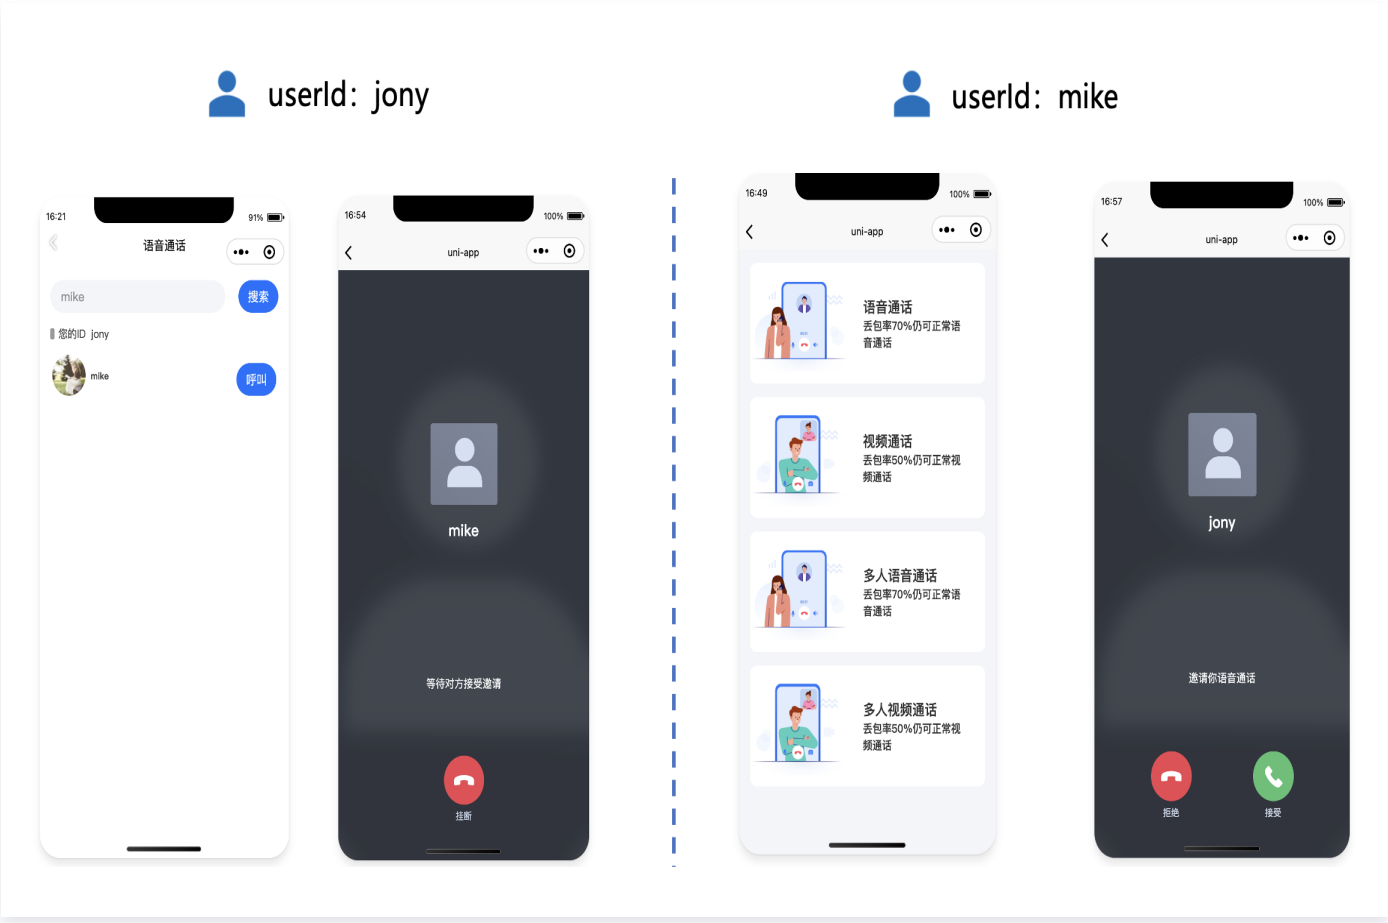 userId：jony
userId：mike
16:21
91%
语音通话
mike
搜索
您的ID jony
mike
呼叫
16:54
100%
uni-app
mike
等待对方接受邀请
挂断
16:49
100%
uni-app
语音通话
丢包率70%仍可正常语
音通话
视频通话
丢包率50%仍可正常视
频通话
多人语音通话
丢包率70%仍可正常语
音通话
多人视频通话
丢包率50%仍可正常视
频通话
16:57
100%
uni-app
jony
邀请你语音通话
拒绝
接受